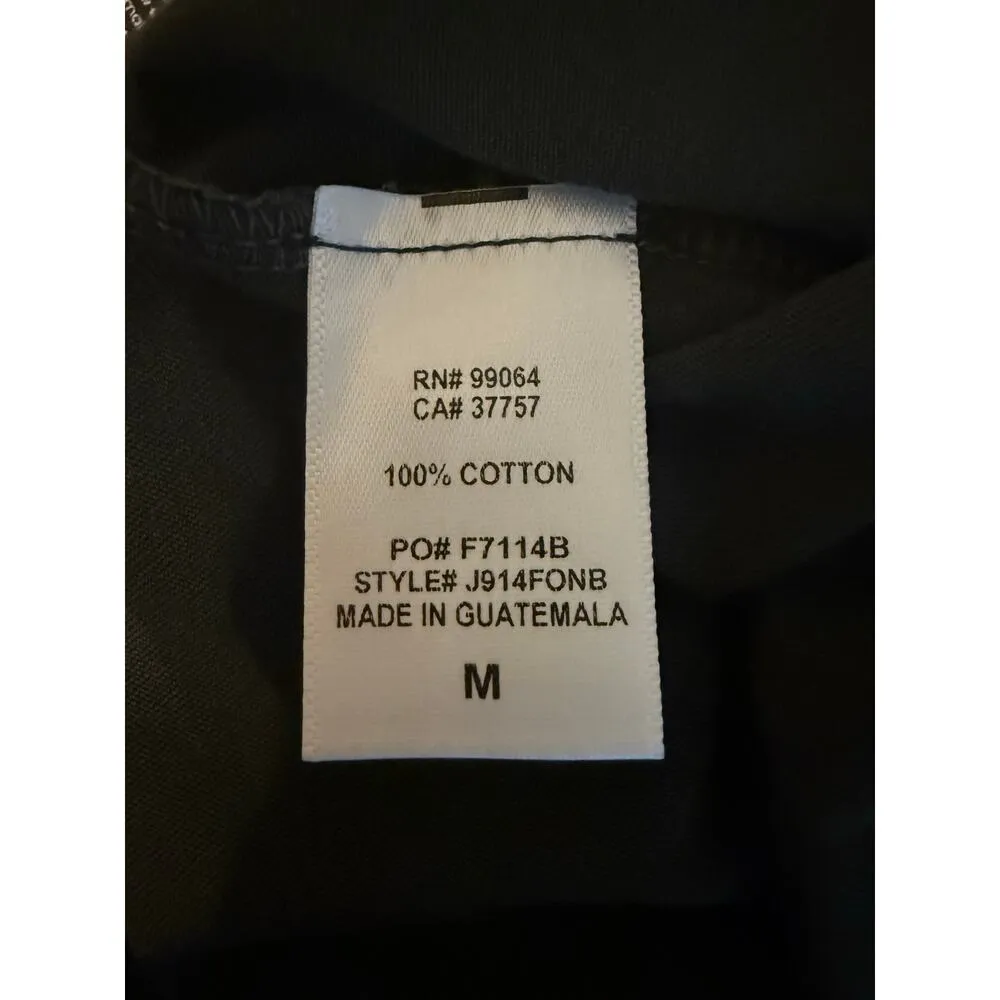 RN# 99064
CA# 37757
100% COTTON
PO# F7114B
STYLE# J914FONB
MADE IN GUATEMALA
M